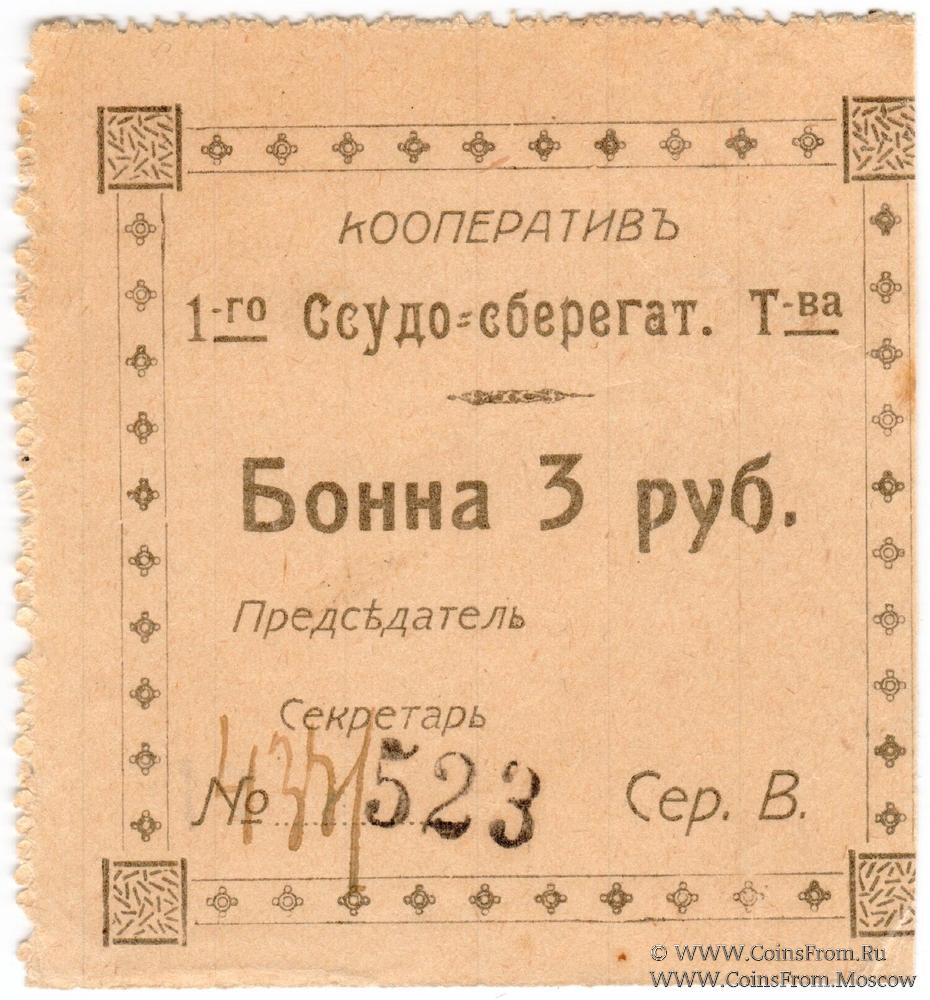 КООПЕРАТИВЪ
1-го Ссудо-сберегат. Т-ва
Бонна 3 руб.
Предсѣдатель
Секретарь
№ 523 Сер. В.
© WWW.CoinsFrom.Ru
WWW.CoinsFrom.Moscow